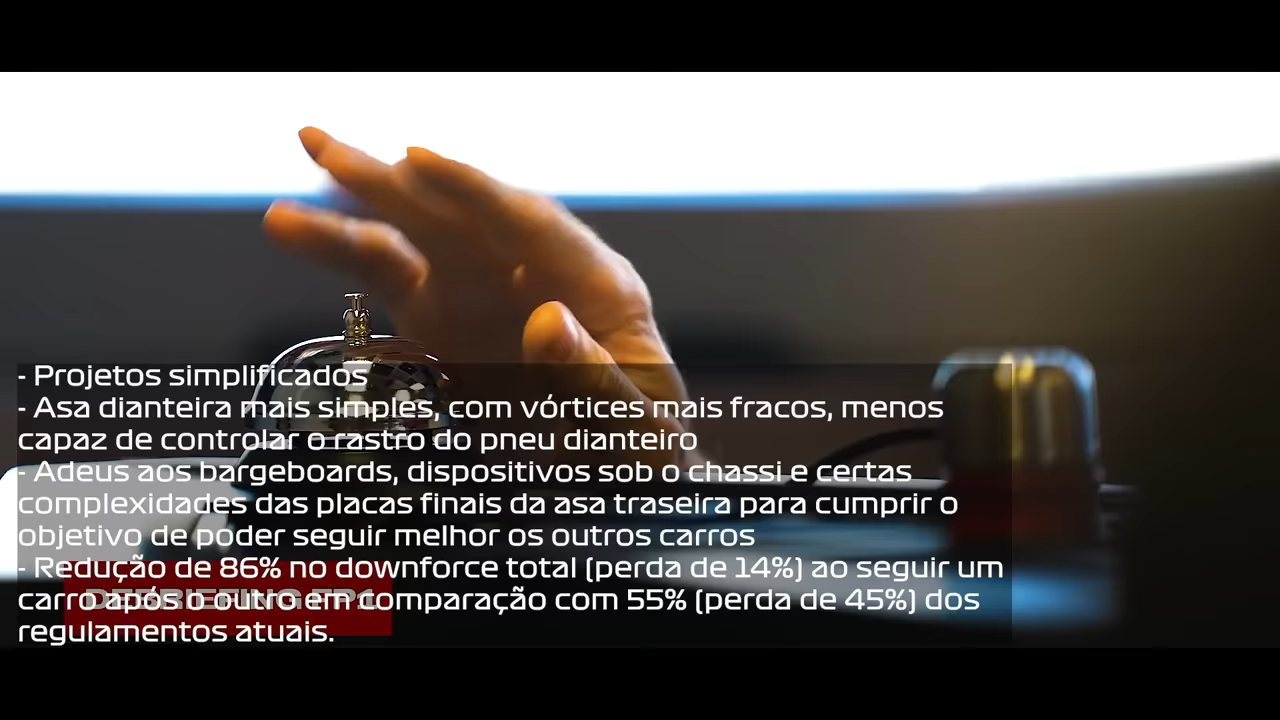 - Projetos simplificados
- Asa dianteira mais simples, com vórtices mais fracos, menos
capaz de controlar o rastro do pneu dianteiro
- Adeus aos bargeboards, dispositivos sob o chassi e certas
complexidades das placas finais da asa traseira para cumprir o
objetivo de poder seguir melhor os outros carros
- Redução de 86% no downforce total (perda de 14%) ao seguir um
carro após o outro em comparação com 55% (perda de 45%) dos
regulamentos atuais.